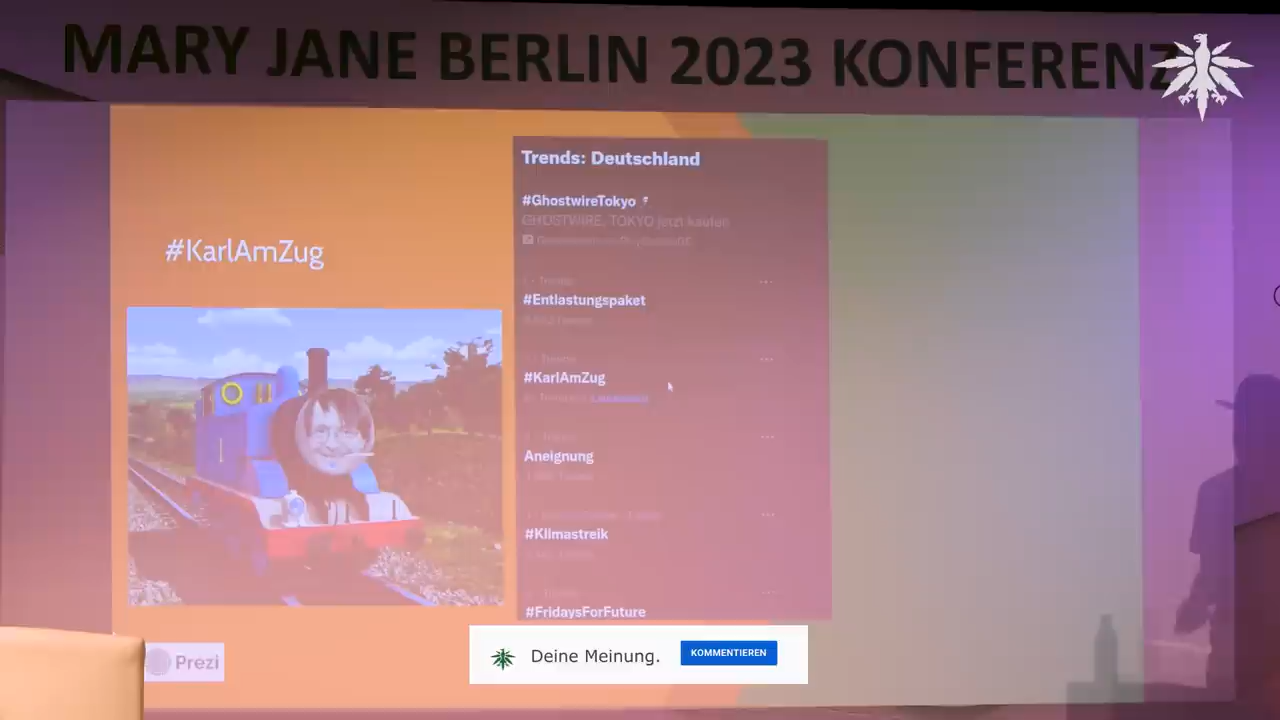 MARY JANE BERLIN 2023 KONFERENZ
#KarlAmZug
Trends: Deutschland
#GhostwireTokyo
GHOSTWIRE: TOKYO jetzt kaufen
#Entlastungspaket
#KarlAmZug
Aneignung
#Klimastreik
#FridaysForFuture
Prezi
Deine Meinung.
KOMMENTIEREN